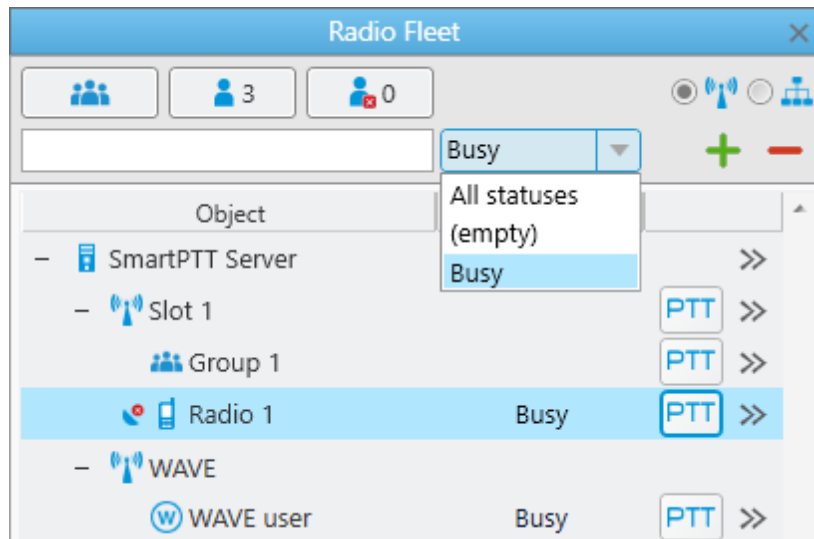 Radio Fleet
3
0
Busy
All statuses
(empty)
Busy
Object
SmartPTT Server
Slot 1
PTT
Group 1
PTT
Radio 1
Busy
PTT
WAVE
W
WAVE user
Busy
PTT